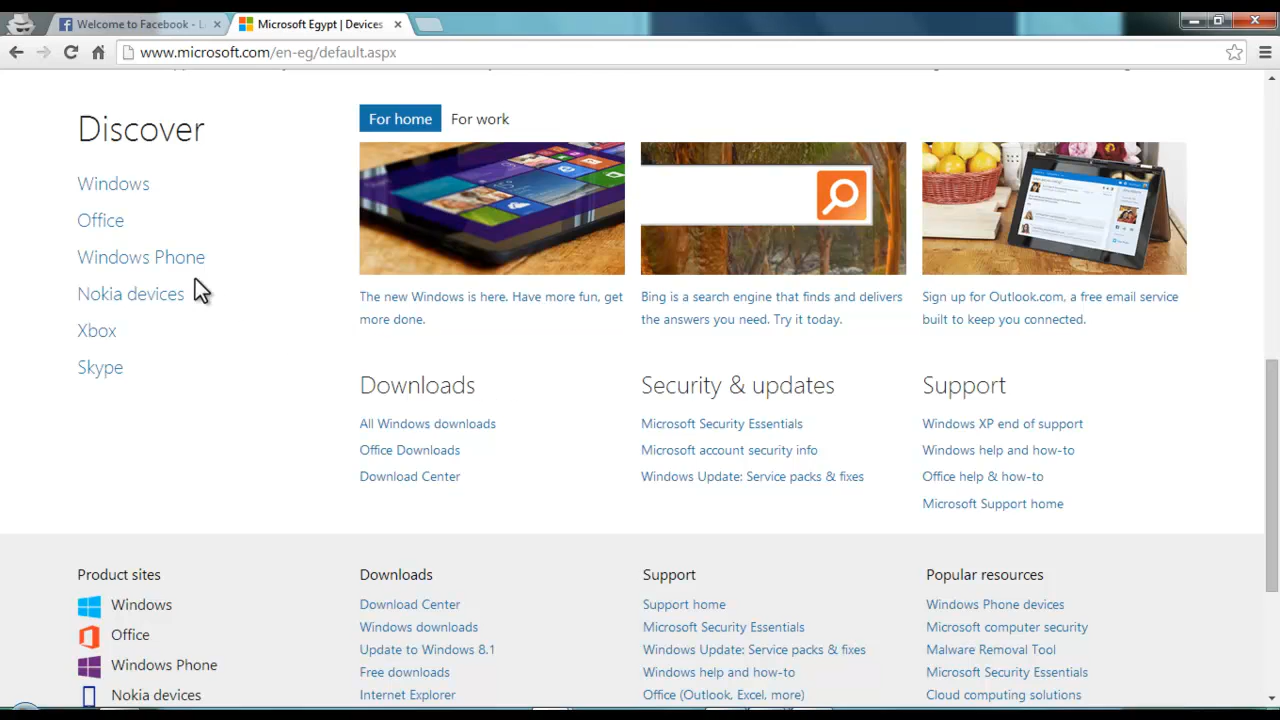 Welcome to Facebook - L
Microsoft Egypt | Devices
www.microsoft.com/en-eg/default.aspx
Discover
Windows
Office
Windows Phone
Nokia devices
Xbox
Skype
For home
For work
The new Windows is here. Have more fun, get
more done.
Bing is a search engine that finds and delivers
the answers you need. Try it today.
Sign up for Outlook.com, a free email service
built to keep you connected.
Downloads
All Windows downloads
Office Downloads
Download Center
Security & updates
Microsoft Security Essentials
Microsoft account security info
Windows Update: Service packs & fixes
Support
Windows XP end of support
Windows help and how-to
Office help & how-to
Microsoft Support home
Product sites
Windows
Office
Windows Phone
Nokia devices
Downloads
Download Center
Windows downloads
Update to Windows 8.1
Free downloads
Internet Explorer
Support
Support home
Microsoft Security Essentials
Windows Update: Service packs & fixes
Windows help and how-to
Office (Outlook, Excel, more)
Popular resources
Windows Phone devices
Microsoft computer security
Malware Removal Tool
Microsoft Security Essentials
Cloud computing solutions